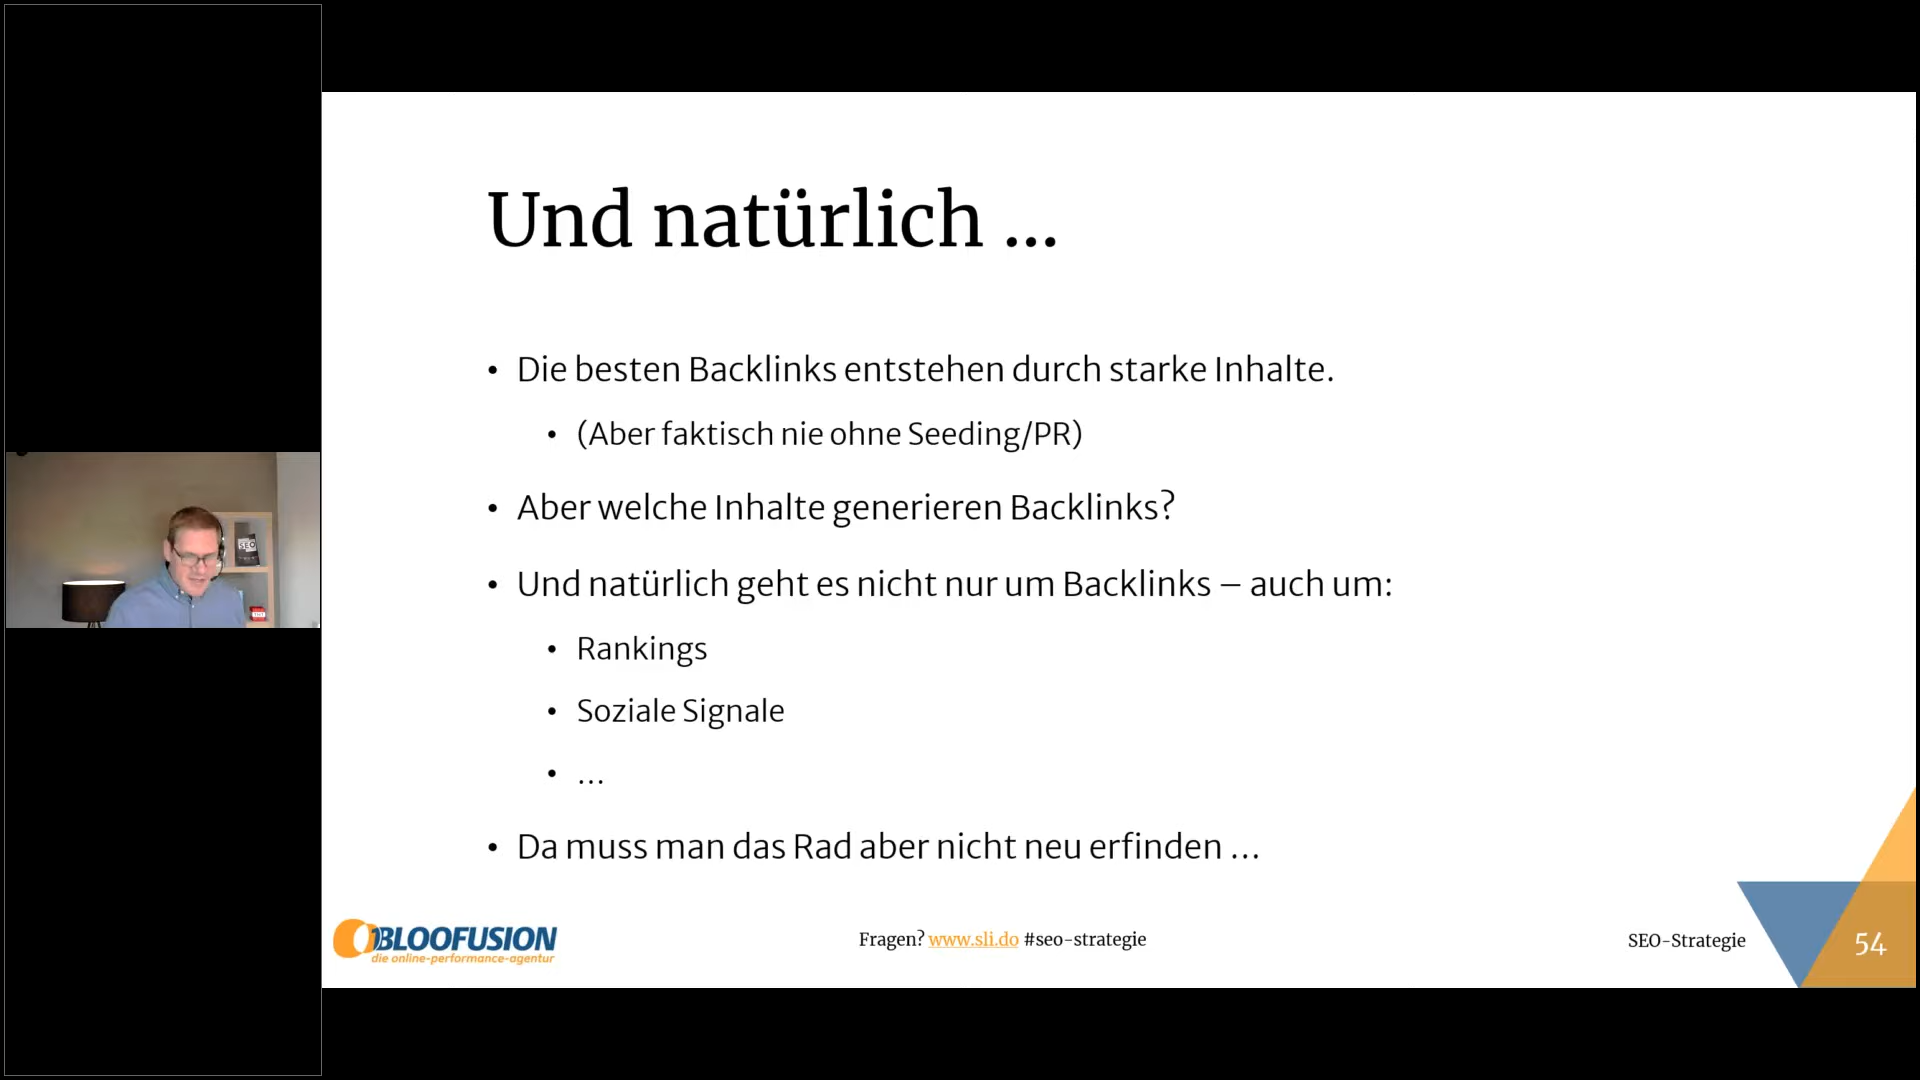 Und natürlich ...
• Die besten Backlinks entstehen durch starke Inhalte.
• (Aber faktisch nie ohne Seeding/PR)
• Aber welche Inhalte generieren Backlinks?
• Und natürlich geht es nicht nur um Backlinks – auch um:
• Rankings
• Soziale Signale
• ...
• Da muss man das Rad aber nicht neu erfinden ...
SEO
BLOOFUSION
die online-performance-agentur
Fragen? www.sli.do #seo-strategie
SEO-Strategie
54